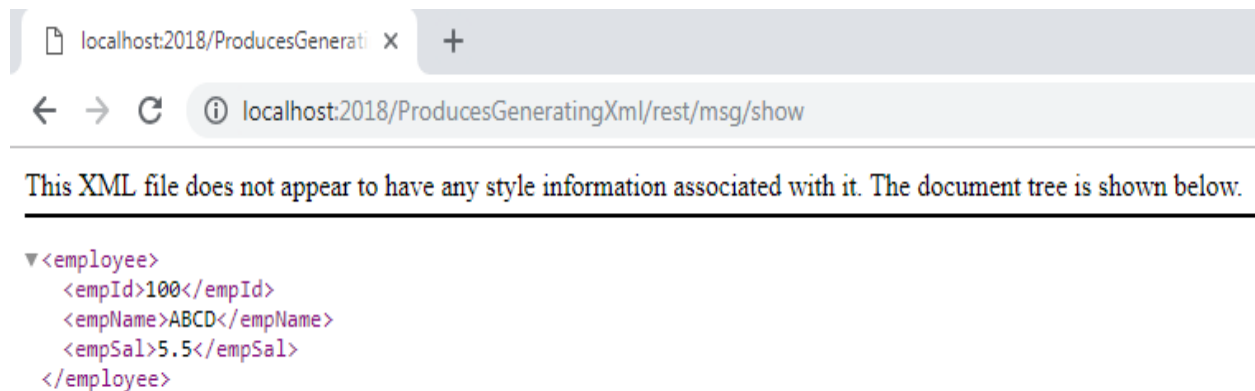 localhost:2018/ProducesGenerati
localhost:2018/ProducesGeneratingXml/rest/msg/show
This XML file does not appear to have any style information associated with it. The document tree is shown below.
▼<employee>
<empId>100</empId>
<empName>ABCD</empName>
<empSal>5.5</empSal>
</employee>